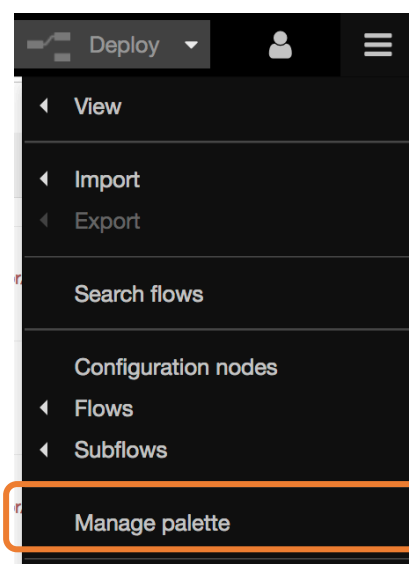 Deploy
View
Import
Export
Search flows
Configuration nodes
Flows
Subflows
Manage palette